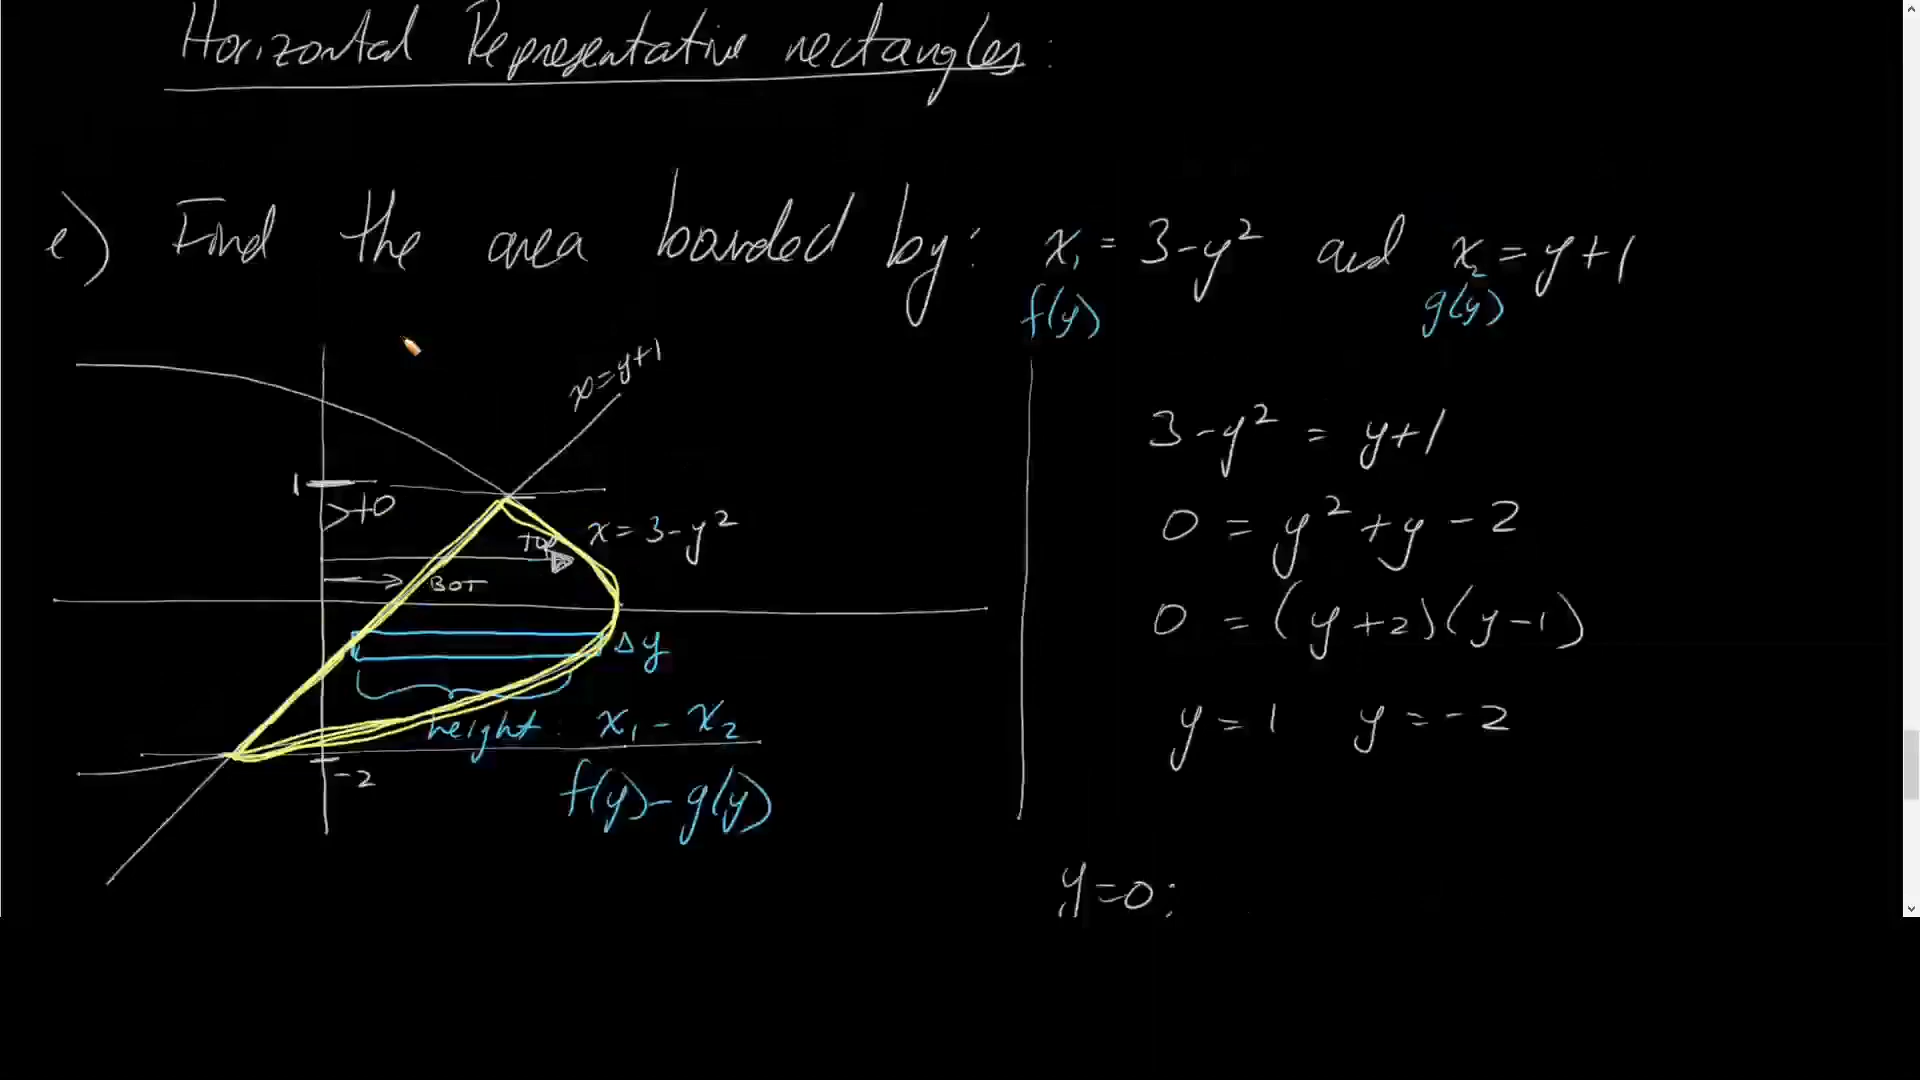 Horizontal Representative rectangles:
e) Find the area bounded by: x₁ = 3-y² and x₂ = y+1
f(y) g(y)
x=y+1
3-y² = y+1
1
>+0
x=3-y²
0 = y²+y-2
TOP
BOT
0 = (y+2)(y-1)
Δy
height: x₁ - x₂
y=1 y=-2
-2
f(y)-g(y)
y=0: